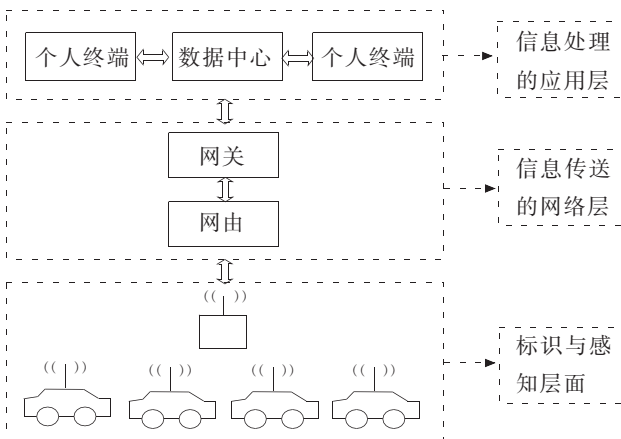 个人终端
数据中心
个人终端
信息处理
的应用层
网关
网由
信息传送
的网络层
((  ))
标识与感
知层面
((  ))
((  ))
((  ))
((  ))